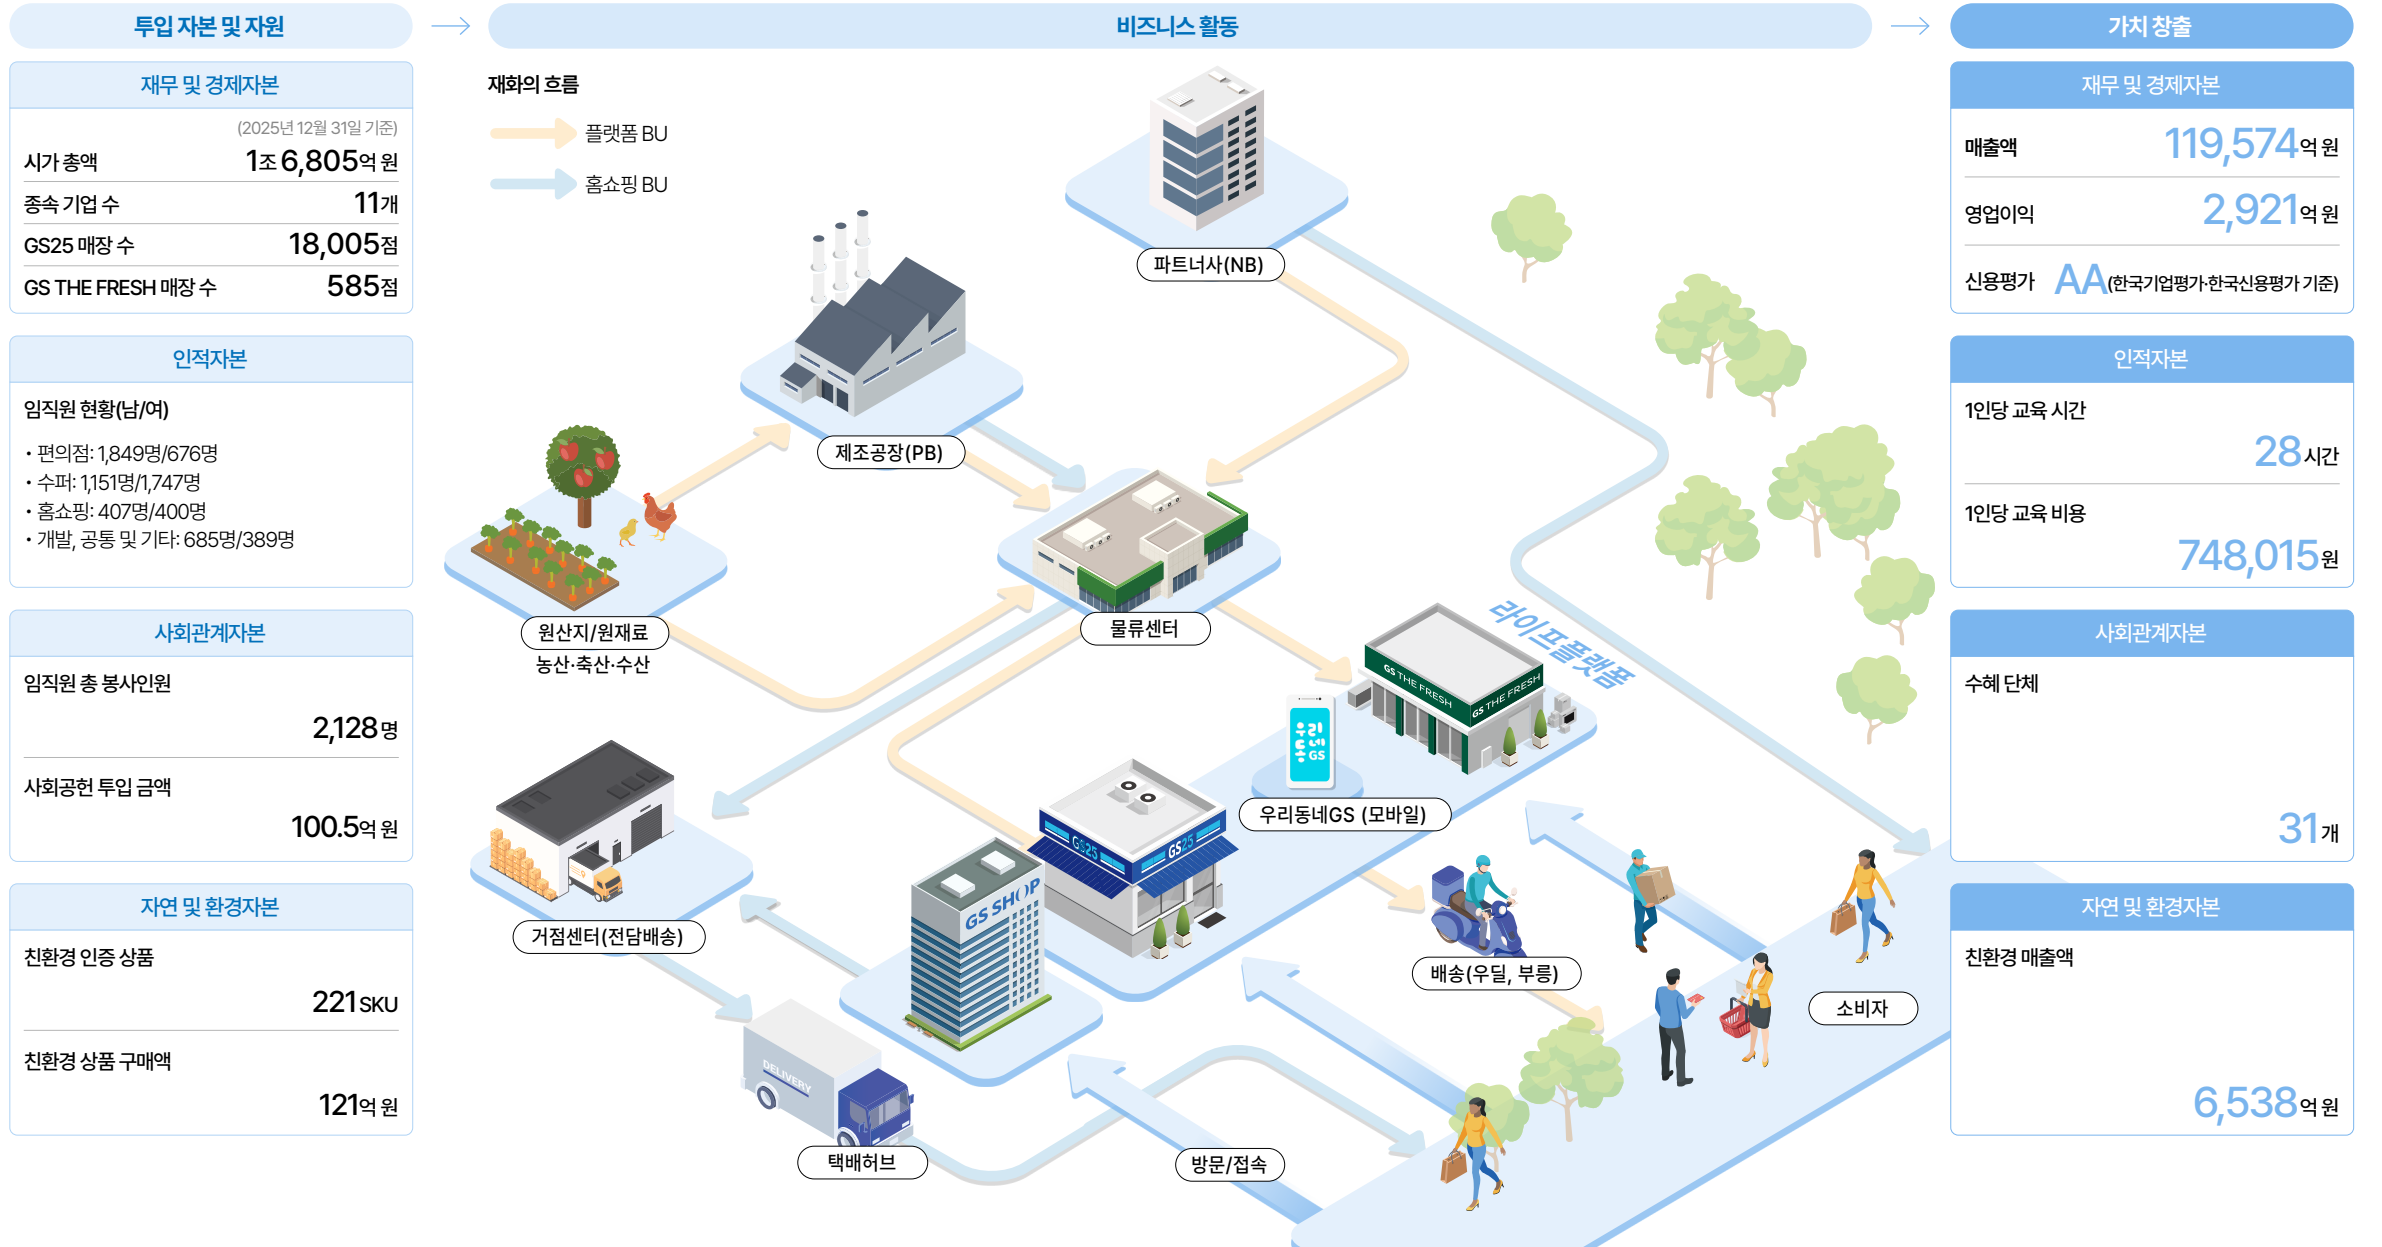 투입 자본 및 자원
재무 및 경제자본
(2025년 12월 31일 기준)
시가 총액 1조 6,805억 원
종속 기업 수 11개
GS25 매장 수 18,005점
GS THE FRESH 매장 수 585점
인적자본
임직원 현황(남/여)
· 편의점: 1,849명/676명
· 수퍼: 1,151명/1,747명
· 홈쇼핑: 407명/400명
· 개발, 공통 및 기타: 685명/389명
사회관계자본
임직원 총 봉사인원
2,128명
사회공헌 투입 금액
100.5억 원
자연 및 환경자본
친환경 인증 상품
221 SKU
친환경 상품 구매액
121억 원
비즈니스 활동
재화의 흐름
플랫폼 BU
홈쇼핑 BU
파트너사(NB)
제조공장(PB)
원산지/원재료
농산·축산·수산
물류센터
라이프플랫폼
GS THE FRESH
GS THE FRESH
우리
동네
GS
우리동네GS (모바일)
GS25
GS25
GS SHOP
거점센터(전담배송)
배송(우딜, 부릉)
소비자
DELIVERY
택배허브
방문/접속
가치 창출
재무 및 경제자본
매출액 119,574억 원
영업이익 2,921억 원
신용평가 AA(한국기업평가·한국신용평가 기준)
인적자본
1인당 교육 시간
28시간
1인당 교육 비용
748,015원
사회관계자본
수혜 단체
31개
자연 및 환경자본
친환경 매출액
6,538억 원